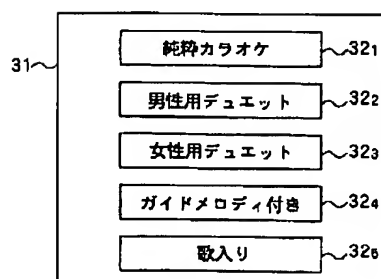 純粋カラオケ 32₁
31
男性用デュエット 32₂
女性用デュエット 32₃
ガイドメロディ付き 32₄
歌入り 32₅